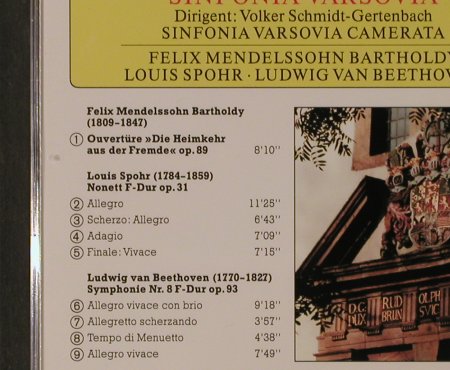 SINFONIA VARSOVIA
Dirigent: Volker Schmidt-Gertenbach
SINFONIA VARSOVIA CAMERATA
FELIX MENDELSSOHN BARTHOLDY
LOUIS SPOHR · LUDWIG VAN BEETHOV
Felix Mendelssohn Bartholdy
(1809–1847)
① Ouvertüre »Die Heimkehr
aus der Fremde« op. 89 8'10''
Louis Spohr (1784–1859)
Nonett F-Dur op. 31
② Allegro 11'25''
③ Scherzo: Allegro 6'43''
④ Adagio 7'09''
⑤ Finale: Vivace 7'15''
Ludwig van Beethoven (1770–1827)
Symphonie Nr. 8 F-Dur op. 93
⑥ Allegro vivace con brio 9'18''
⑦ Allegretto scherzando 3'57''
⑧ Tempo di Menuetto 4'38''
⑨ Allegro vivace 7'49''
D.G. RUD OLPH
DUX BRUN SVIC